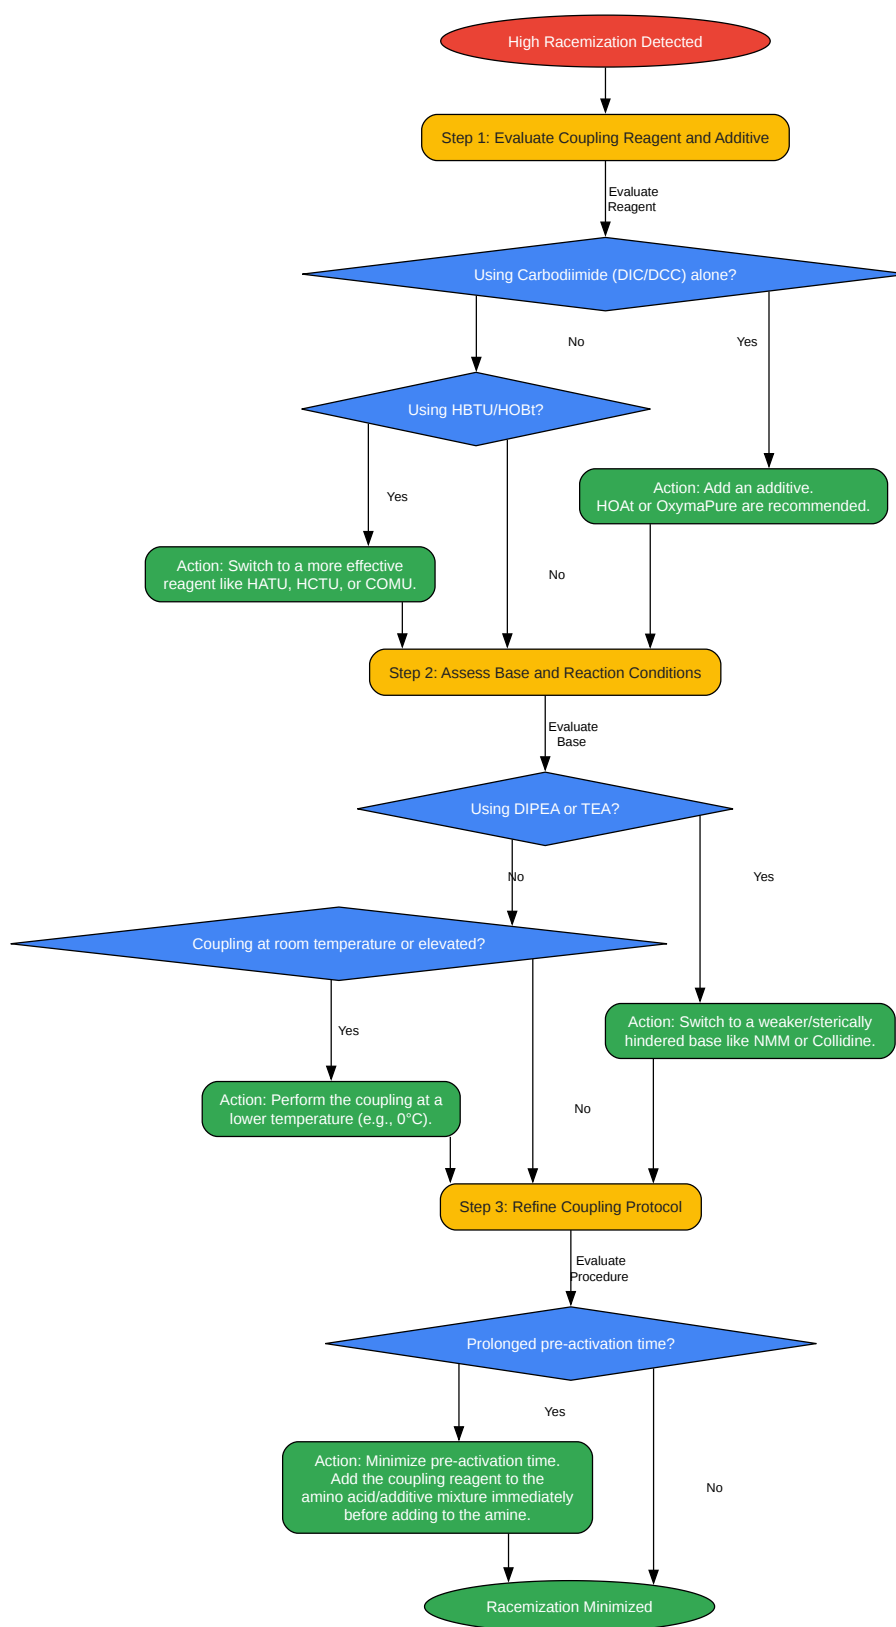 High Racemization Detected
Step 1: Evaluate Coupling Reagent and Additive
Evaluate
Reagent
Using Carbodiimide (DIC/DCC) alone?
No
Yes
Using HBTU/HOBt?
Yes
Action: Add an additive.
HOAt or OxymaPure are recommended.
Action: Switch to a more effective
reagent like HATU, HCTU, or COMU.
No
Step 2: Assess Base and Reaction Conditions
Evaluate
Base
Using DIPEA or TEA?
No
Yes
Coupling at room temperature or elevated?
Yes
Action: Switch to a weaker/sterically
hindered base like NMM or Collidine.
Action: Perform the coupling at a
lower temperature (e.g., 0°C).
No
Step 3: Refine Coupling Protocol
Evaluate
Procedure
Prolonged pre-activation time?
Yes
Action: Minimize pre-activation time.
Add the coupling reagent to the
amino acid/additive mixture immediately
before adding to the amine.
No
Racemization Minimized